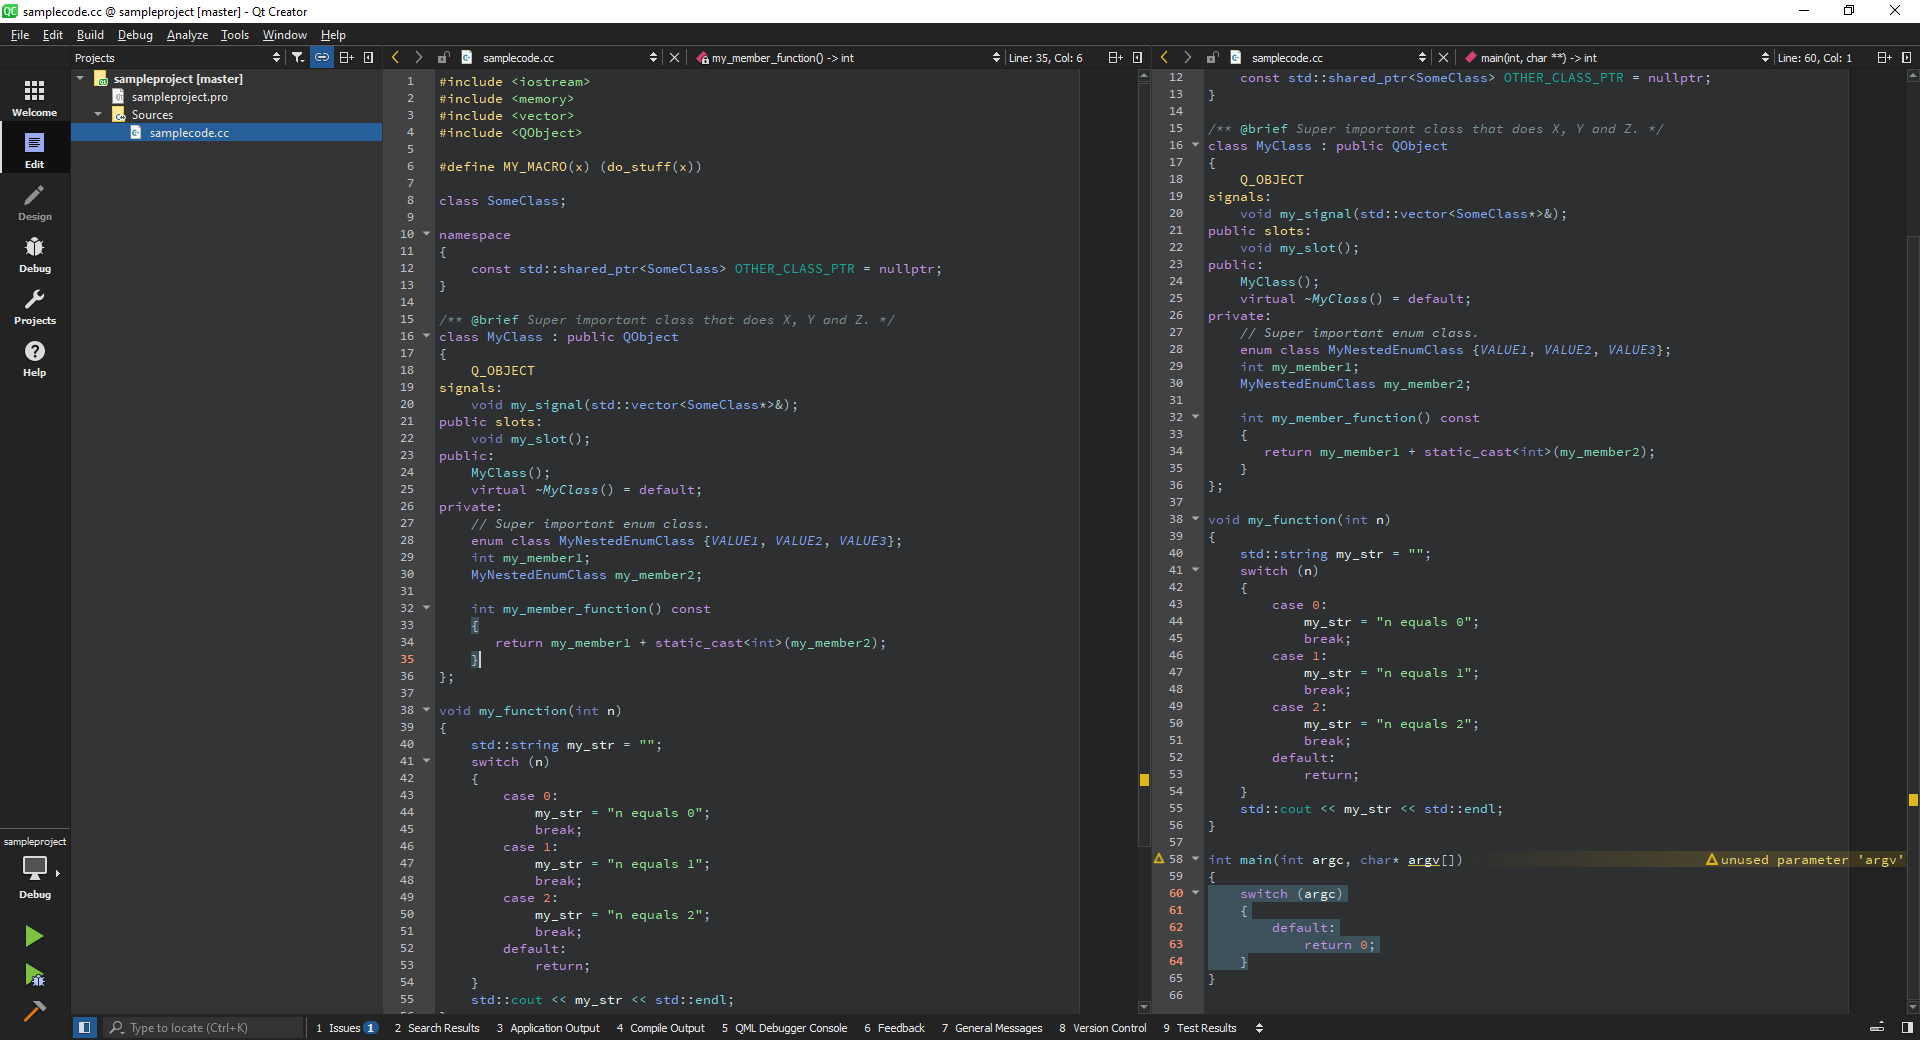 samplecode.cc @ sampleproject [master] - Qt Creator
File Edit Build Debug Analyze Tools Window Help
Projects
samplecode.cc
my_member_function() -> int
Line: 35, Col: 6
samplecode.cc
main(int, char **) -> int
Line: 60, Col: 1
Welcome
Edit
Design
Debug
Projects
Help
sampleproject
Debug
sampleproject [master]
sampleproject.pro
Sources
samplecode.cc
1 #include <iostream>
2 #include <memory>
3 #include <vector>
4 #include <QObject>
5
6 #define MY_MACRO(x) (do_stuff(x))
7
8 class SomeClass;
9
10 namespace
11 {
12     const std::shared_ptr<SomeClass> OTHER_CLASS_PTR = nullptr;
13 }
14
15 /** @brief Super important class that does X, Y and Z. */
16 class MyClass : public QObject
17 {
18     Q_OBJECT
19 signals:
20     void my_signal(std::vector<SomeClass*>&);
21 public slots:
22     void my_slot();
23 public:
24     MyClass();
25     virtual ~MyClass() = default;
26 private:
27     // Super important enum class.
28     enum class MyNestedEnumClass {VALUE1, VALUE2, VALUE3};
29     int my_member1;
30     MyNestedEnumClass my_member2;
31
32     int my_member_function() const
33     {
34        return my_member1 + static_cast<int>(my_member2);
35     }
36 };
37
38 void my_function(int n)
39 {
40     std::string my_str = "";
41     switch (n)
42     {
43         case 0:
44             my_str = "n equals 0";
45             break;
46         case 1:
47             my_str = "n equals 1";
48             break;
49         case 2:
50             my_str = "n equals 2";
51             break;
52         default:
53             return;
54     }
55     std::cout << my_str << std::endl;
12     const std::shared_ptr<SomeClass> OTHER_CLASS_PTR = nullptr;
13 }
14
15 /** @brief Super important class that does X, Y and Z. */
16 class MyClass : public QObject
17 {
18     Q_OBJECT
19 signals:
20     void my_signal(std::vector<SomeClass*>&);
21 public slots:
22     void my_slot();
23 public:
24     MyClass();
25     virtual ~MyClass() = default;
26 private:
27     // Super important enum class.
28     enum class MyNestedEnumClass {VALUE1, VALUE2, VALUE3};
29     int my_member1;
30     MyNestedEnumClass my_member2;
31
32     int my_member_function() const
33     {
34        return my_member1 + static_cast<int>(my_member2);
35     }
36 };
37
38 void my_function(int n)
39 {
40     std::string my_str = "";
41     switch (n)
42     {
43         case 0:
44             my_str = "n equals 0";
45             break;
46         case 1:
47             my_str = "n equals 1";
48             break;
49         case 2:
50             my_str = "n equals 2";
51             break;
52         default:
53             return;
54     }
55     std::cout << my_str << std::endl;
56 }
57
58 int main(int argc, char* argv[]) unused parameter 'argv'
59 {
60     switch (argc)
61     {
62         default:
63             return 0;
64     }
65 }
66
Type to locate (Ctrl+K) 1 Issues 1 2 Search Results 3 Application Output 4 Compile Output 5 QML Debugger Console 6 Feedback 7 General Messages 8 Version Control 9 Test Results